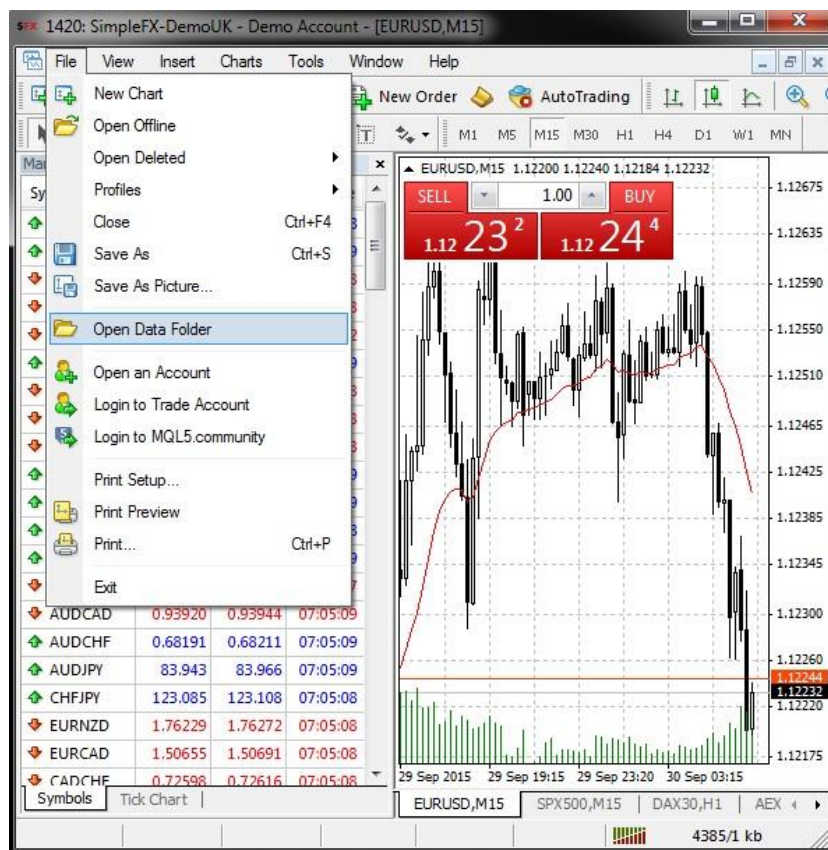 SFX 1420: SimpleFX-DemoUK - Demo Account - [EURUSD,M15]
File View Insert Charts Tools Window Help
New Order AutoTrading
T M1 M5 M15 M30 H1 H4 D1 W1 MN
New Chart
Open Offline
Open Deleted
Profiles
Close Ctrl+F4
Save As Ctrl+S
Save As Picture...
Open Data Folder
Open an Account
Login to Trade Account
Login to MQL5.community
Print Setup...
Print Preview
Print... Ctrl+P
Exit
AUDCAD 0.93920 0.93944 07:05:09
AUDCHF 0.68191 0.68211 07:05:09
AUDJPY 83.943 83.966 07:05:09
CHFJPY 123.085 123.108 07:05:08
EURNZD 1.76229 1.76272 07:05:08
EURCAD 1.50655 1.50691 07:05:08
CADCHF 0.72598 0.72616 07:05:08
Symbols Tick Chart
EURUSD,M15 1.12200 1.12240 1.12184 1.12232
SELL 1.00 BUY
1.12 23 2 1.12 24 4
1.12675
1.12635
1.12590
1.12550
1.12510
1.12465
1.12425
1.12385
1.12345
1.12300
1.12260
1.12244
1.12232
1.12220
1.12175
29 Sep 2015 29 Sep 19:15 29 Sep 23:20 30 Sep 03:15
EURUSD,M15 SPX500,M15 DAX30,H1 AEX
4385/1 kb